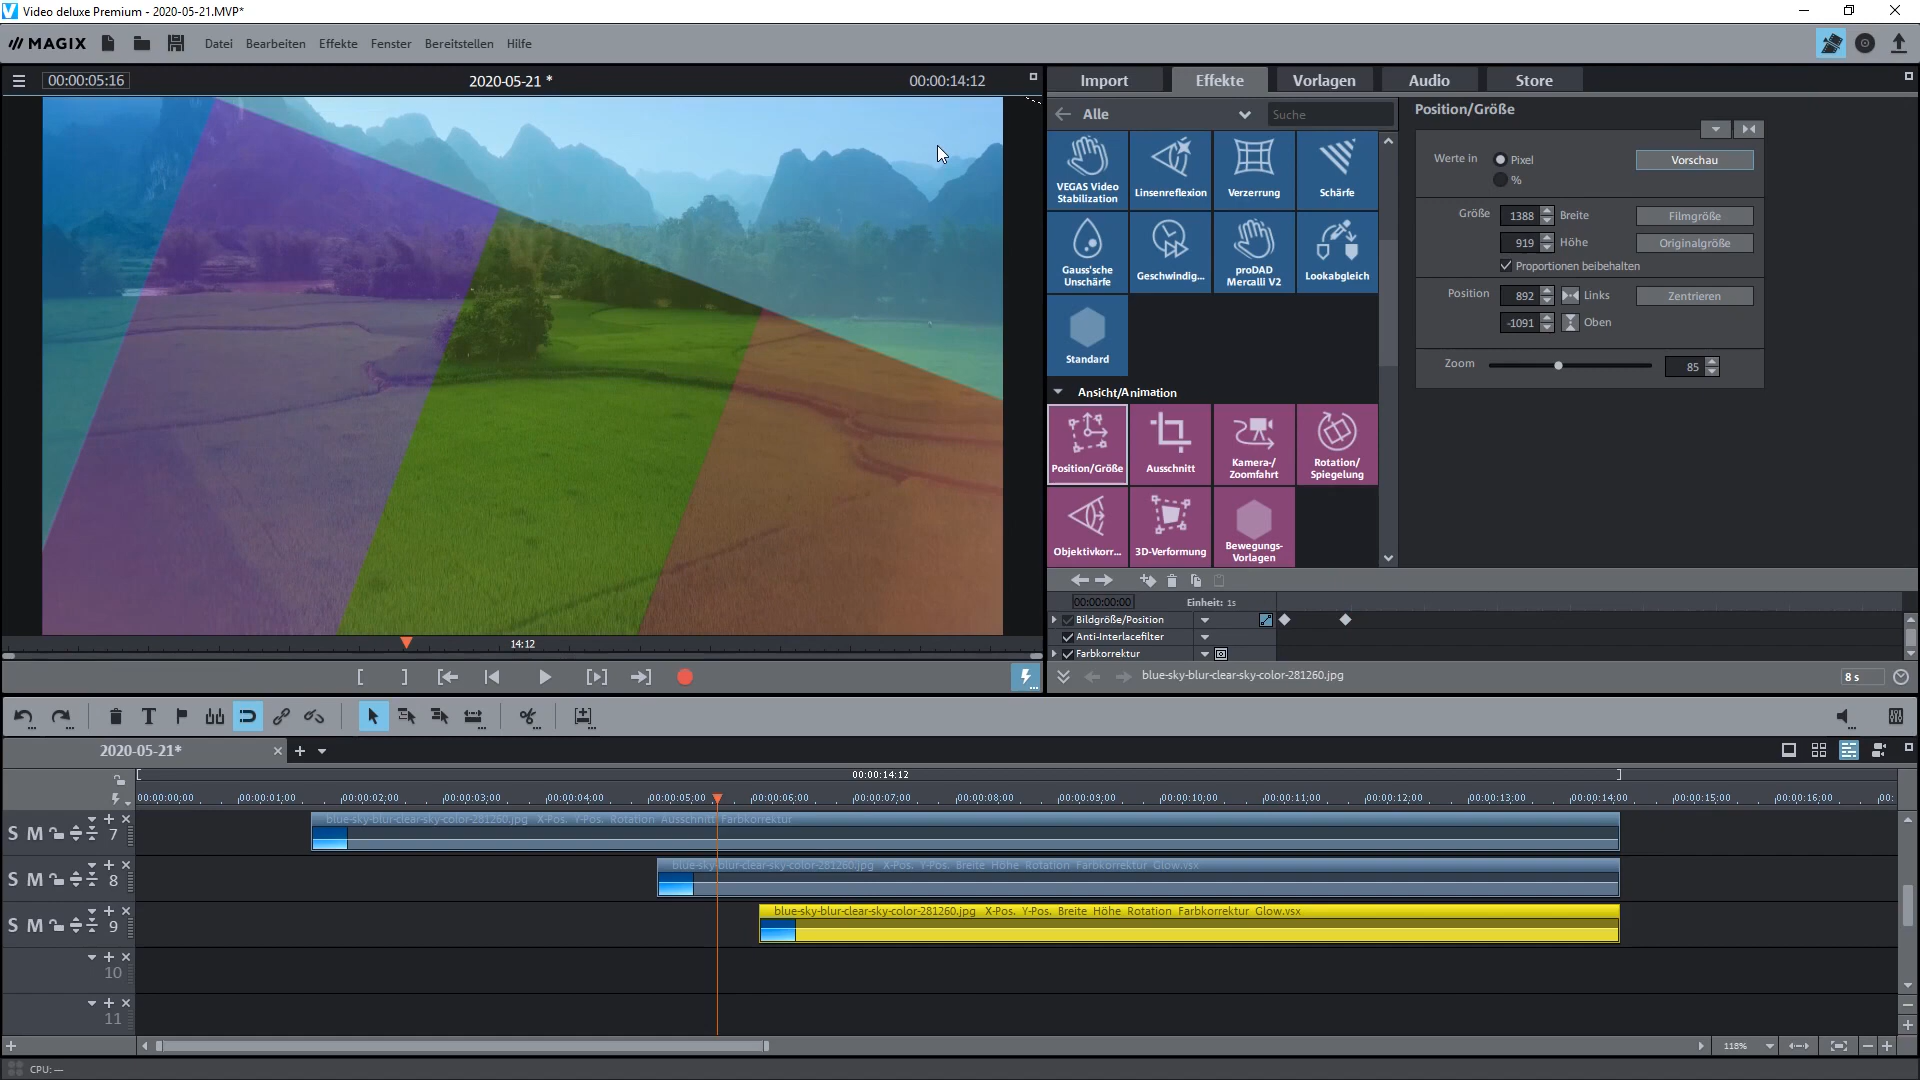 Video deluxe Premium - 2020-05-21.MVP*
MAGIX
Datei Bearbeiten Effekte Fenster Bereitstellen Hilfe
00:00:05:16
2020-05-21 *
00:00:14:12
Import Effekte Vorlagen Audio Store
Alle
Suche
VEGAS Video Stabilization
Linsenreflexion
Verzerrung
Schärfe
Gauss'sche Unschärfe
Geschwindig...
proDAD Mercalli V2
Lookabgleich
Standard
Ansicht/Animation
Position/Größe
Ausschnitt
Kamera-/ Zoomfahrt
Rotation/ Spiegelung
Objektivkorr...
3D-Verformung
Bewegungs- Vorlagen
Position/Größe
Werte in Pixel
%
Vorschau
Größe 1388 Breite Filmgröße
919 Höhe Originalgröße
Proportionen beibehalten
Position 892 Links Zentrieren
-1091 Oben
Zoom 85
00:00:00:00 Einheit: 1s
Bildgröße/Position
Anti-Interlacefilter
Farbkorrektur
blue-sky-blur-clear-sky-color-281260.jpg
8 s
14:12
2020-05-21*
00:00:14:12
00:00:00;00 00:00:01;00 00:00:02;00 00:00:03;00 00:00:04;00 00:00:05;00 00:00:06;00 00:00:07;00 00:00:08;00 00:00:09;00 00:00:10;00 00:00:11;00 00:00:12;00 00:00:13;00 00:00:14;00 00:00:15;00 00:00:16;00 00:
S M 7
blue-sky-blur-clear-sky-color-281260.jpg X-Pos. Y-Pos. Rotation Ausschnitt Farbkorrektur
S M 8
blue-sky-blur-clear-sky-color-281260.jpg X-Pos. Y-Pos. Breite Höhe Rotation Farbkorrektur Glow.vsx
S M 9
blue-sky-blur-clear-sky-color-281260.jpg X-Pos. Y-Pos. Breite Höhe Rotation Farbkorrektur Glow.vsx
10
11
118%
CPU: —